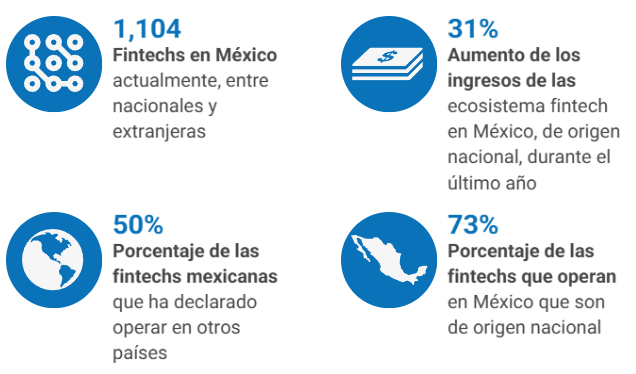 1,104
Fintechs en México
actualmente, entre
nacionales y
extranjeras
31%
Aumento de los
ingresos de las
ecosistema fintech
en México, de origen
nacional, durante el
último año
50%
Porcentaje de las
fintechs mexicanas
que ha declarado
operar en otros
países
73%
Porcentaje de las
fintechs que operan
en México que son
de origen nacional